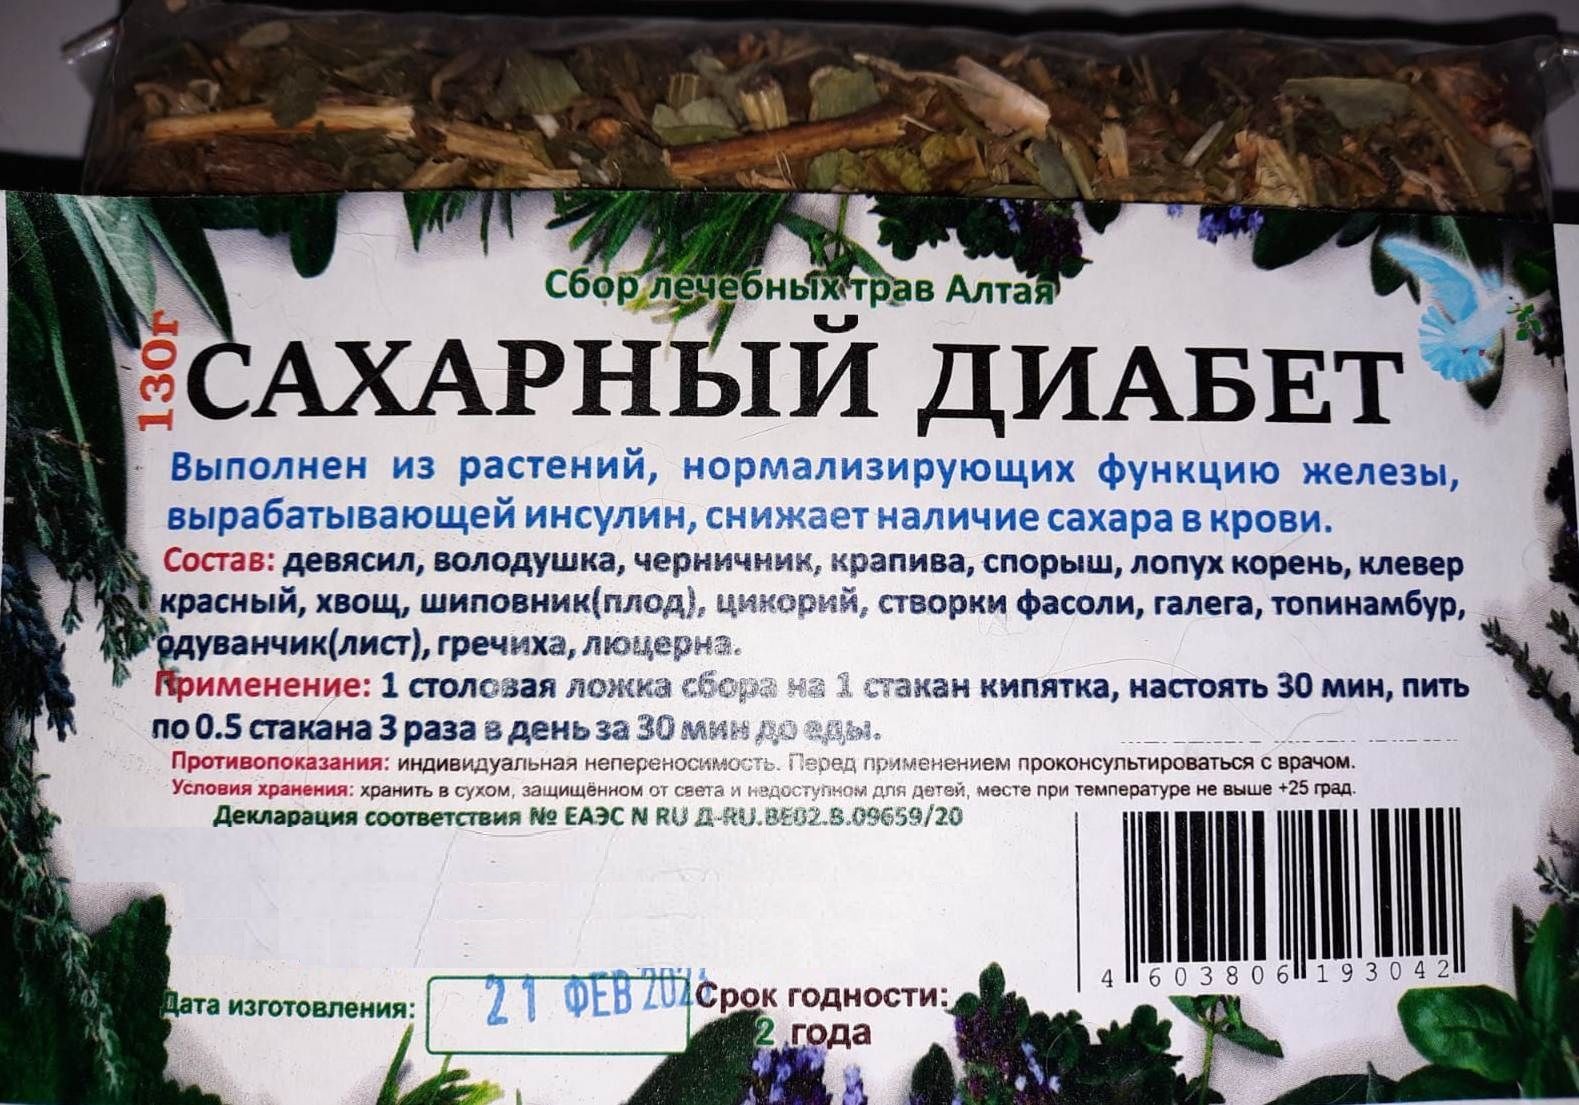 Сбор лечебных трав Алтая
130г
САХАРНЫЙ ДИАБЕТ
Выполнен из растений, нормализирующих функцию железы,
вырабатывающей инсулин, снижает наличие сахара в крови.
Состав: девясил, володушка, черничник, крапива, спорыш, лопух корень, клевер
красный, хвощ, шиповник(плод), цикорий, створки фасоли, галега, топинамбур,
одуванчик(лист), гречиха, люцерна.
Применение: 1 столовая ложка сбора на 1 стакан кипятка, настоять 30 мин, пить
по 0.5 стакана 3 раза в день за 30 мин до еды.
Противопоказания: индивидуальная непереносимость. Перед применением проконсультироваться с врачом.
Условия хранения: хранить в сухом, защищённом от света и недоступном для детей, месте при температуре не выше +25 град.
Декларация соответствия № ЕАЭС N RU Д-RU.ВЕ02.В.09659/20
4 603806 193042
Дата изготовления:
21 ФЕВ
Срок годности:
2 года